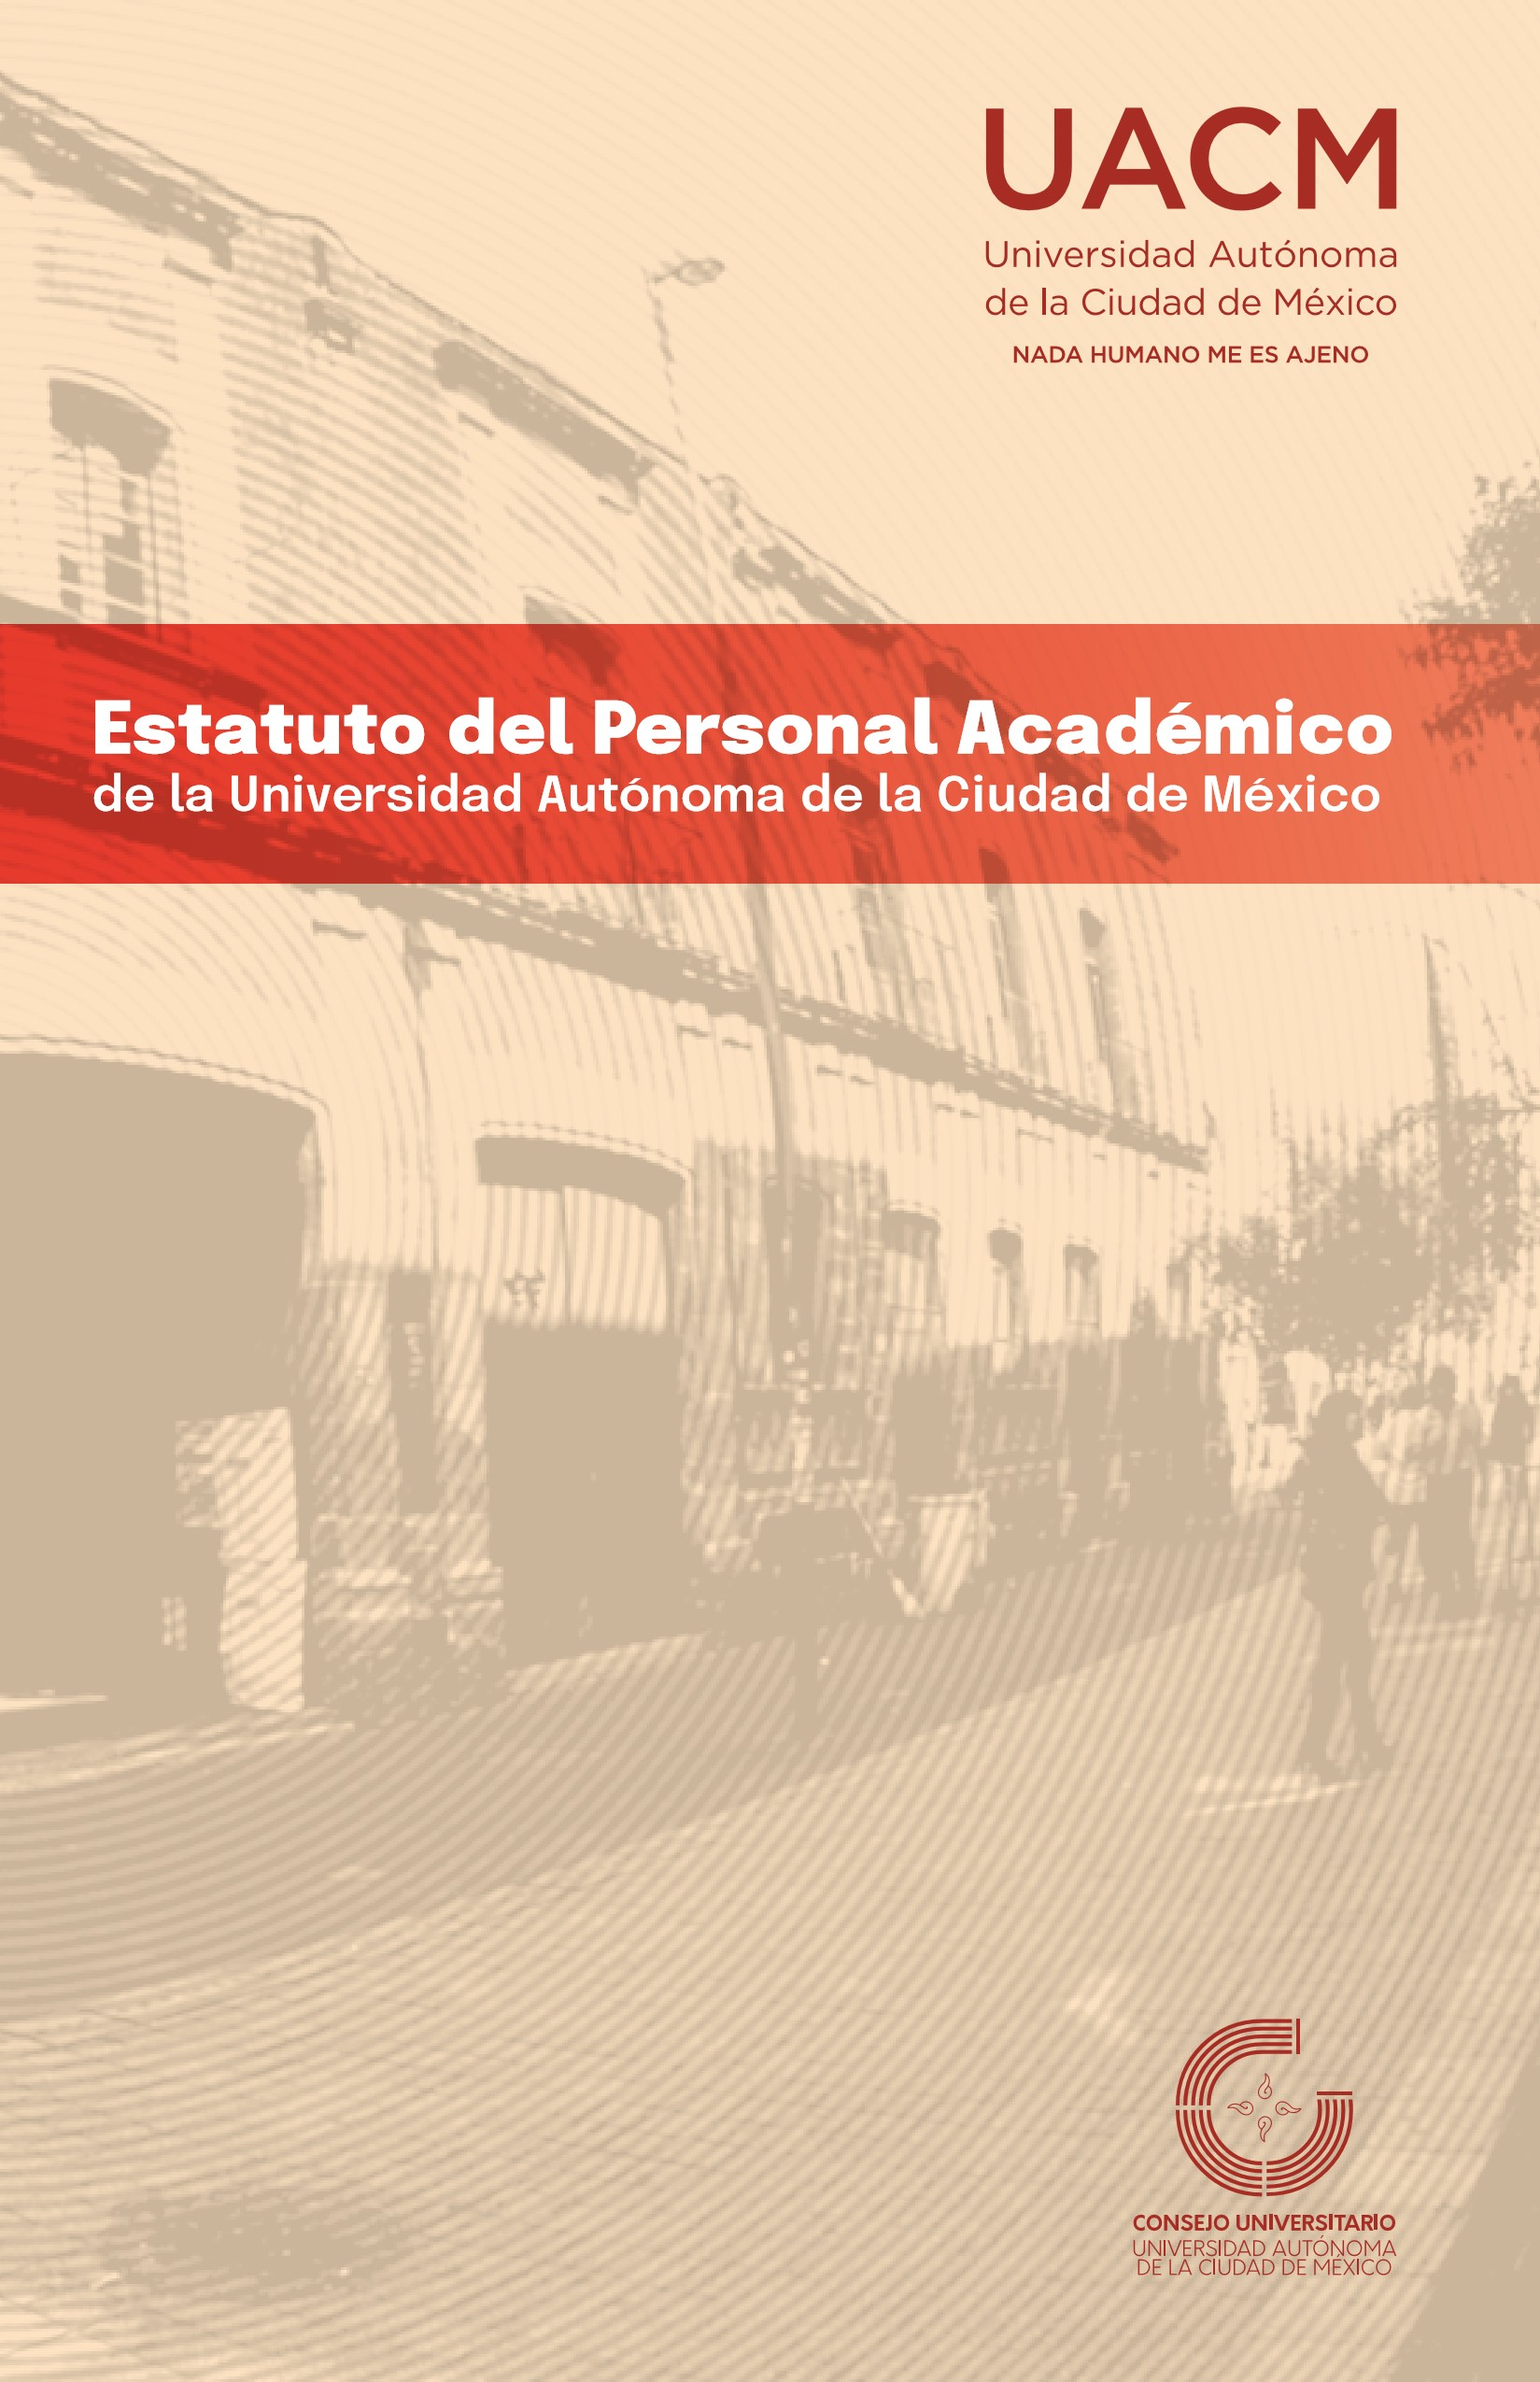 UACM
Universidad Autónoma
de la Ciudad de México
NADA HUMANO ME ES AJENO
Estatuto del Personal Académico
de la Universidad Autónoma de la Ciudad de México
CONSEJO UNIVERSITARIO
UNIVERSIDAD AUTÓNOMA
DE LA CIUDAD DE MÉXICO